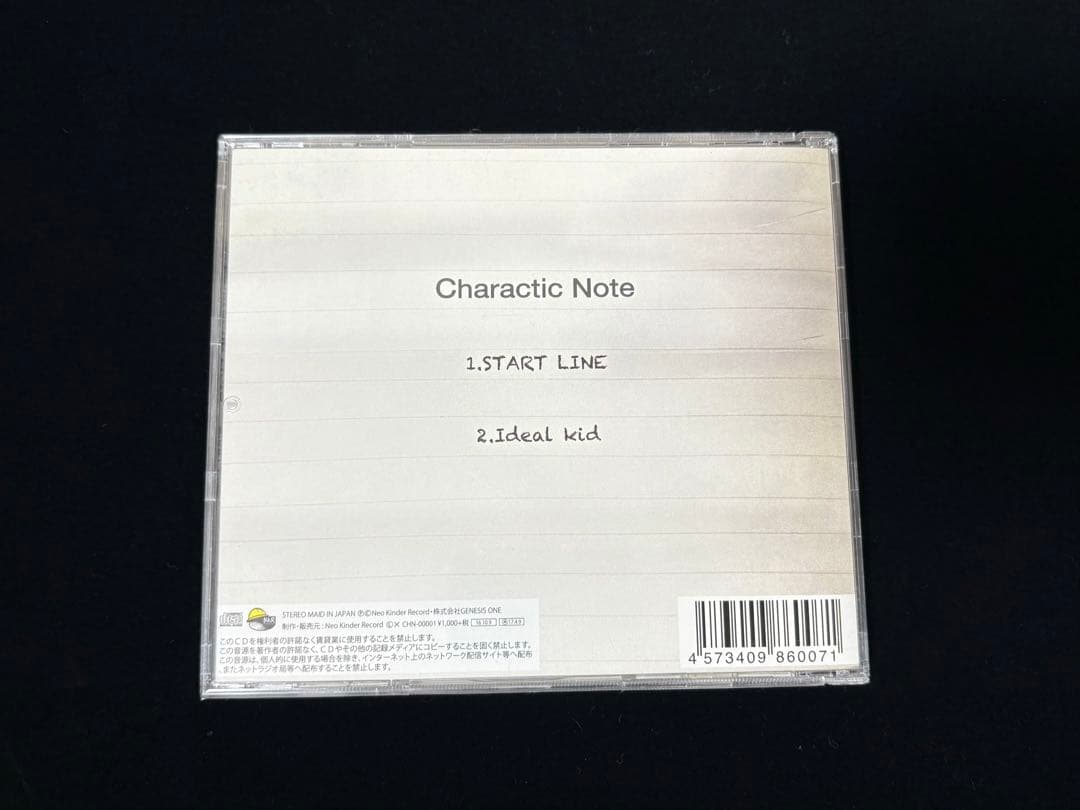 Charactic Note
1.START LINE
2.Ideal kid
STEREO MAID IN JAPAN ⓅⒸNeo Kinder Record・株式会社GENESIS ONE
制作・販売元：Neo Kinder Record CHN-00001 ¥1,000+税
このCDを権利者の許諾なく賃貸業に使用することを禁止します。
この音源を著作者の許諾なく、CDやその他の記録メディアにコピーすることを固く禁止します。
この音源は、個人的に使用する場合を除き、インターネット上のネットワーク配信サイト等へ配布
、またネットラジオ局等へ配布することを禁止します。
4 573409 860071